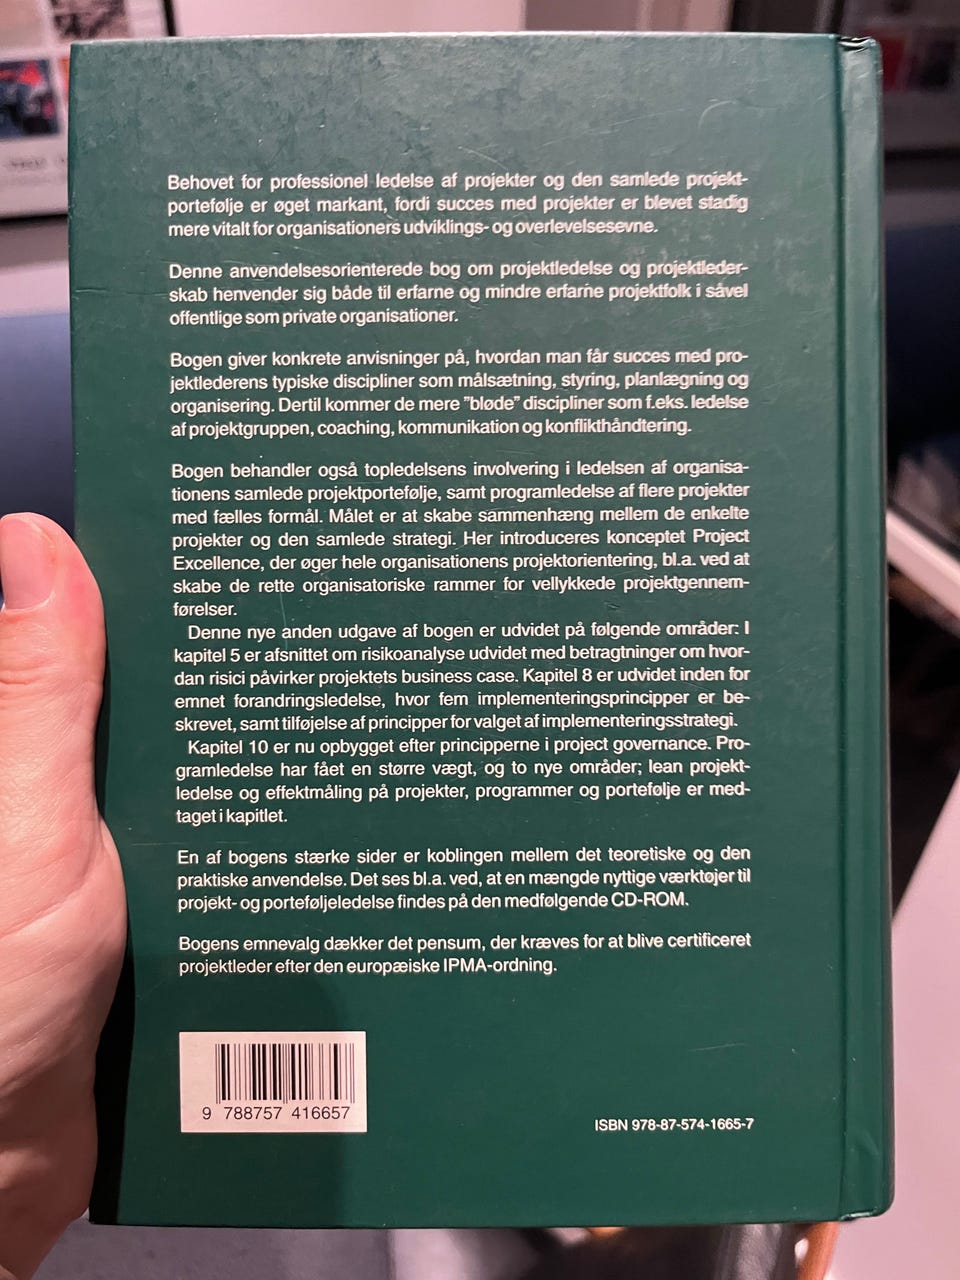 Behovet for professionel ledelse af projekter og den samlede projekt-
portefølje er øget markant, fordi succes med projekter er blevet stadig
mere vitalt for organisationers udviklings- og overlevelsesevne.
Denne anvendelsesorienterede bog om projektledelse og projektleder-
skab henvender sig både til erfarne og mindre erfarne projektfolk i såvel
offentlige som private organisationer.
Bogen giver konkrete anvisninger på, hvordan man får succes med pro-
jektlederens typiske discipliner som målsætning, styring, planlægning og
organisering. Dertil kommer de mere ”bløde” discipliner som f.eks. ledelse
af projektgruppen, coaching, kommunikation og konflikthåndtering.
Bogen behandler også topledelsens involvering i ledelsen af organisa-
tionens samlede projektportefølje, samt programledelse af flere projekter
med fælles formål. Målet er at skabe sammenhæng mellem de enkelte
projekter og den samlede strategi. Her introduceres konceptet Project
Excellence, der øger hele organisationens projektorientering, bl.a. ved at
skabe de rette organisatoriske rammer for vellykkede projektgennem-
førelser.
Denne nye anden udgave af bogen er udvidet på følgende områder: I
kapitel 5 er afsnittet om risikoanalyse udvidet med betragtninger om hvor-
dan risici påvirker projektets business case. Kapitel 8 er udvidet inden for
emnet forandringsledelse, hvor fem implementeringsprincipper er be-
skrevet, samt tilføjelse af principper for valget af implementeringsstrategi.
Kapitel 10 er nu opbygget efter principperne i project governance. Pro-
gramledelse har fået en større vægt, og to nye områder; lean projekt-
ledelse og effektmåling på projekter, programmer og portefølje er med-
taget i kapitlet.
En af bogens stærke sider er koblingen mellem det teoretiske og den
praktiske anvendelse. Det ses bl.a. ved, at en mængde nyttige værktøjer til
projekt- og porteføljeledelse findes på den medfølgende CD-ROM.
Bogens emnevalg dækker det pensum, der kræves for at blive certificeret
projektleder efter den europæiske IPMA-ordning.
9 788757 416657
ISBN 978-87-574-1665-7